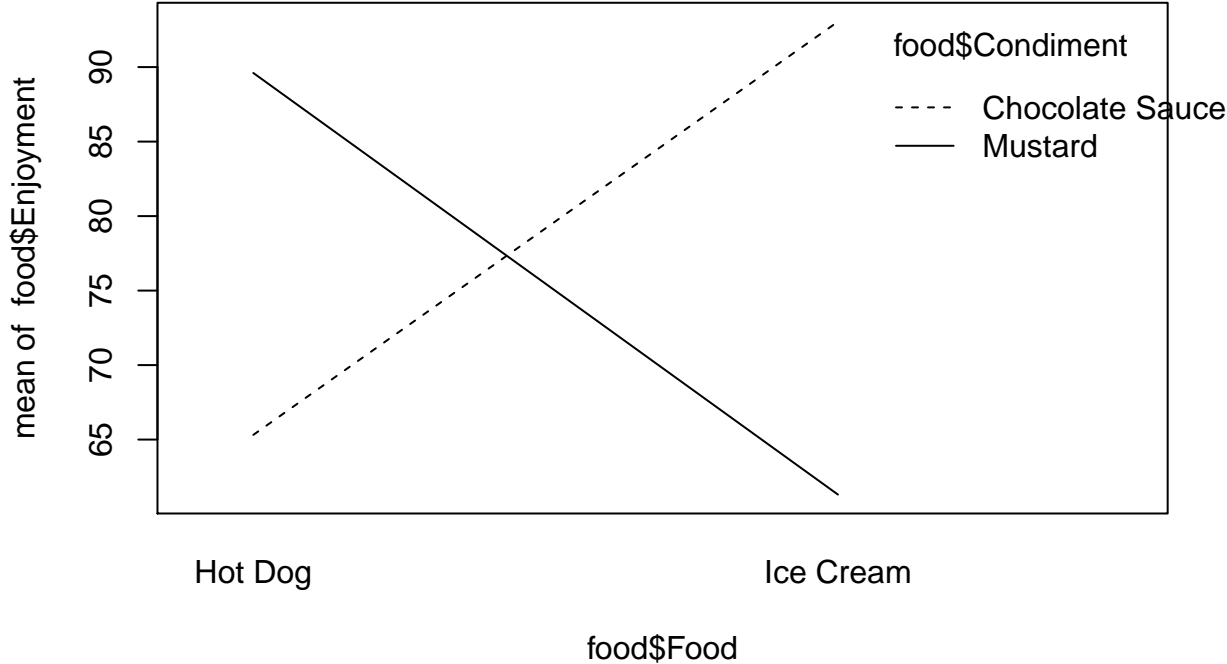 food$Condiment
Chocolate Sauce
Mustard
mean of food$Enjoyment
90
85
80
75
70
65
Hot Dog
Ice Cream
food$Food